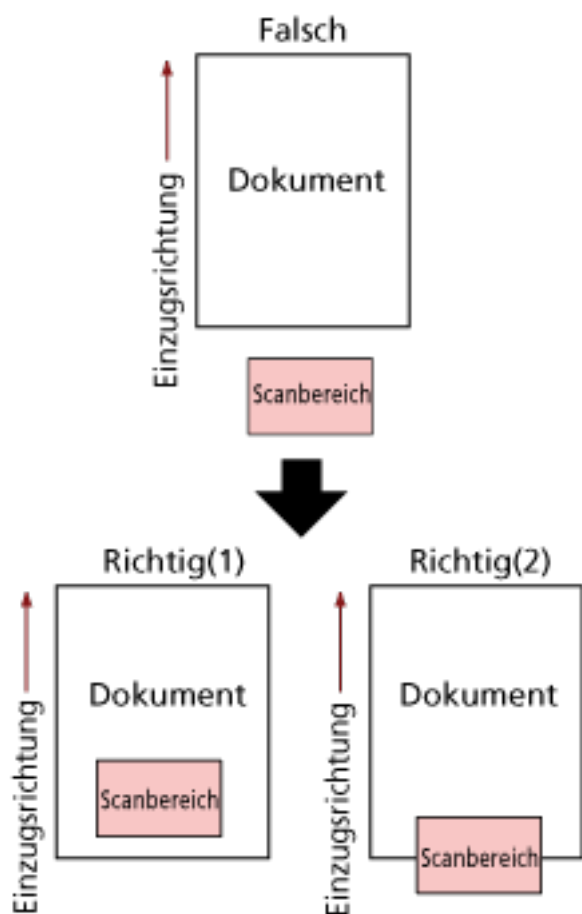 Falsch
Einzugsrichtung
Dokument
Scanbereich
Richtig(1)
Einzugsrichtung
Dokument
Scanbereich
Richtig(2)
Einzugsrichtung
Dokument
Scanbereich